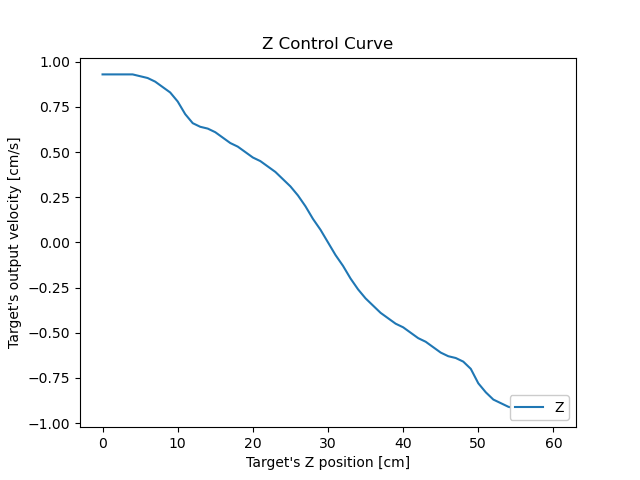 Z Control Curve
1.00
0.75
0.50
0.25
0.00
−0.25
−0.50
−0.75
−1.00
Target's output velocity [cm/s]
Z
0 10 20 30 40 50 60
Target's Z position [cm]